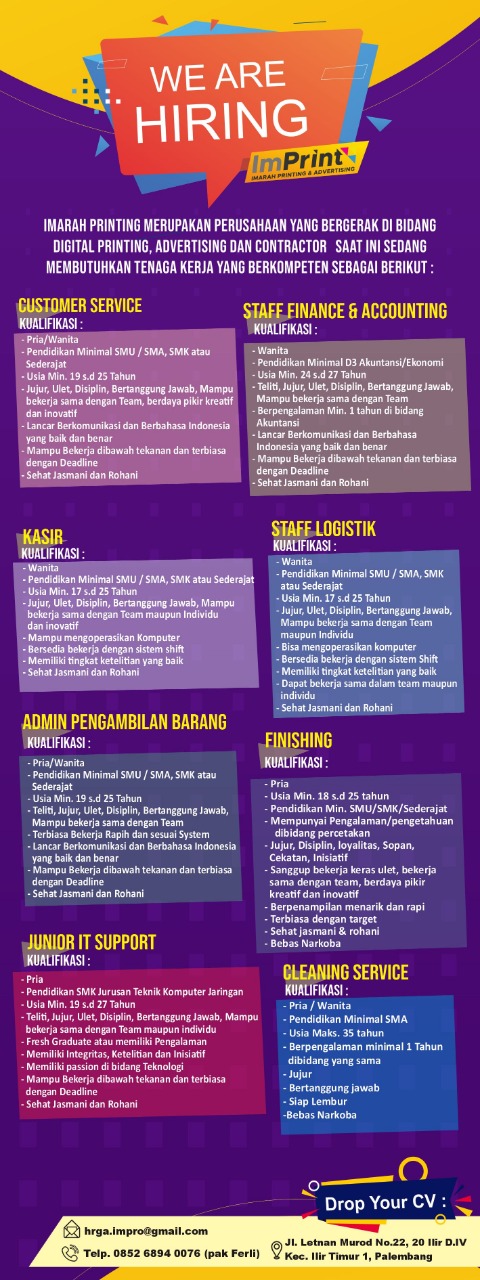 WE ARE
HIRING
ImPrint
IMARAH PRINTING & ADVERTISING
IMARAH PRINTING MERUPAKAN PERUSAHAAN YANG BERGERAK DI BIDANG
DIGITAL PRINTING, ADVERTISING DAN CONTRACTOR SAAT INI SEDANG
MEMBUTUHKAN TENAGA KERJA YANG BERKOMPETEN SEBAGAI BERIKUT :
CUSTOMER SERVICE
KUALIFIKASI :
- Pria/Wanita
- Pendidikan Minimal SMU / SMA, SMK atau
Sederajat
- Usia Min. 19 s.d 25 Tahun
- Jujur, Ulet, Disiplin, Bertanggung Jawab, Mampu
bekerja sama dengan Team, berdaya pikir kreatif
dan inovatif
- Lancar Berkomunikasi dan Berbahasa Indonesia
yang baik dan benar
- Mampu Bekerja dibawah tekanan dan terbiasa
dengan Deadline
- Sehat Jasmani dan Rohani
STAFF FINANCE & ACCOUNTING
KUALIFIKASI :
- Wanita
- Pendidikan Minimal D3 Akuntansi/Ekonomi
- Usia Min. 24 s.d 27 Tahun
- Teliti, Jujur, Ulet, Disiplin, Bertanggung Jawab,
Mampu bekerja sama dengan Team
- Berpengalaman Min. 1 tahun di bidang
Akuntansi
- Lancar Berkomunikasi dan Berbahasa
Indonesia yang baik dan benar
- Mampu Bekerja dibawah tekanan dan terbiasa
dengan Deadline
- Sehat Jasmani dan Rohani
KASIR
KUALIFIKASI :
- Wanita
- Pendidikan Minimal SMU / SMA, SMK atau Sederajat
- Usia Min. 17 s.d 25 Tahun
- Jujur, Ulet, Disiplin, Bertanggung Jawab, Mampu
bekerja sama dengan Team maupun Individu
dan inovatif
- Mampu mengoperasikan Komputer
- Bersedia bekerja dengan sistem shift
- Memiliki tingkat ketelitian yang baik
- Sehat Jasmani dan Rohani
STAFF LOGISTIK
KUALIFIKASI :
- Wanita
- Pendidikan Minimal SMU / SMA, SMK
atau Sederajat
- Usia Min. 17 s.d 25 Tahun
- Jujur, Ulet, Disiplin, Bertanggung Jawab,
Mampu bekerja sama dengan Team
maupun Individu
- Bisa mengoperasikan komputer
- Bersedia bekerja dengan sistem Shift
- Memiliki tingkat ketelitian yang baik
- Dapat bekerja sama dalam team maupun
individu
- Sehat Jasmani dan Rohani
ADMIN PENGAMBILAN BARANG
KUALIFIKASI :
- Pria/Wanita
- Pendidikan Minimal SMU / SMA, SMK atau
Sederajat
- Usia Min. 19 s.d 25 Tahun
- Teliti, Jujur, Ulet, Disiplin, Bertanggung Jawab,
Mampu bekerja sama dengan Team
- Terbiasa Bekerja Rapih dan sesuai System
- Lancar Berkomunikasi dan Berbahasa Indonesia
yang baik dan benar
- Mampu Bekerja dibawah tekanan dan terbiasa
dengan Deadline
- Sehat Jasmani dan Rohani
FINISHING
KUALIFIKASI :
- Pria
- Usia Min. 18 s.d 25 tahun
- Pendidikan Min. SMU/SMK/Sederajat
- Mempunyai Pengalaman/pengetahuan
dibidang percetakan
- Jujur, Disiplin, loyalitas, Sopan,
Cekatan, Inisiatif
- Sanggup bekerja keras ulet, bekerja
sama dengan team, berdaya pikir
kreatif dan inovatif
- Berpenampilan menarik dan rapi
- Terbiasa dengan target
- Sehat jasmani & rohani
- Bebas Narkoba
JUNIOR IT SUPPORT
KUALIFIKASI :
- Pria
- Pendidikan SMK Jurusan Teknik Komputer Jaringan
- Usia Min. 19 s.d 27 Tahun
- Teliti, Jujur, Ulet, Disiplin, Bertanggung Jawab, Mampu
bekerja sama dengan Team maupun individu
- Fresh Graduate atau memiliki Pengalaman
- Memiliki Integritas, Ketelitian dan Inisiatif
- Memiliki passion di bidang Teknologi
- Mampu Bekerja dibawah tekanan dan terbiasa
dengan Deadline
- Sehat Jasmani dan Rohani
CLEANING SERVICE
KUALIFIKASI :
- Pria / Wanita
- Pendidikan Minimal SMA
- Usia Maks. 35 tahun
- Berpengalaman minimal 1 Tahun
dibidang yang sama
- Jujur
- Bertanggung jawab
- Siap Lembur
-Bebas Narkoba
Drop Your CV :
hrga.impro@gmail.com
Telp. 0852 6894 0076 (pak Ferli)
Jl. Letnan Murod No.22, 20 Ilir D.IV
Kec. Ilir Timur 1, Palembang